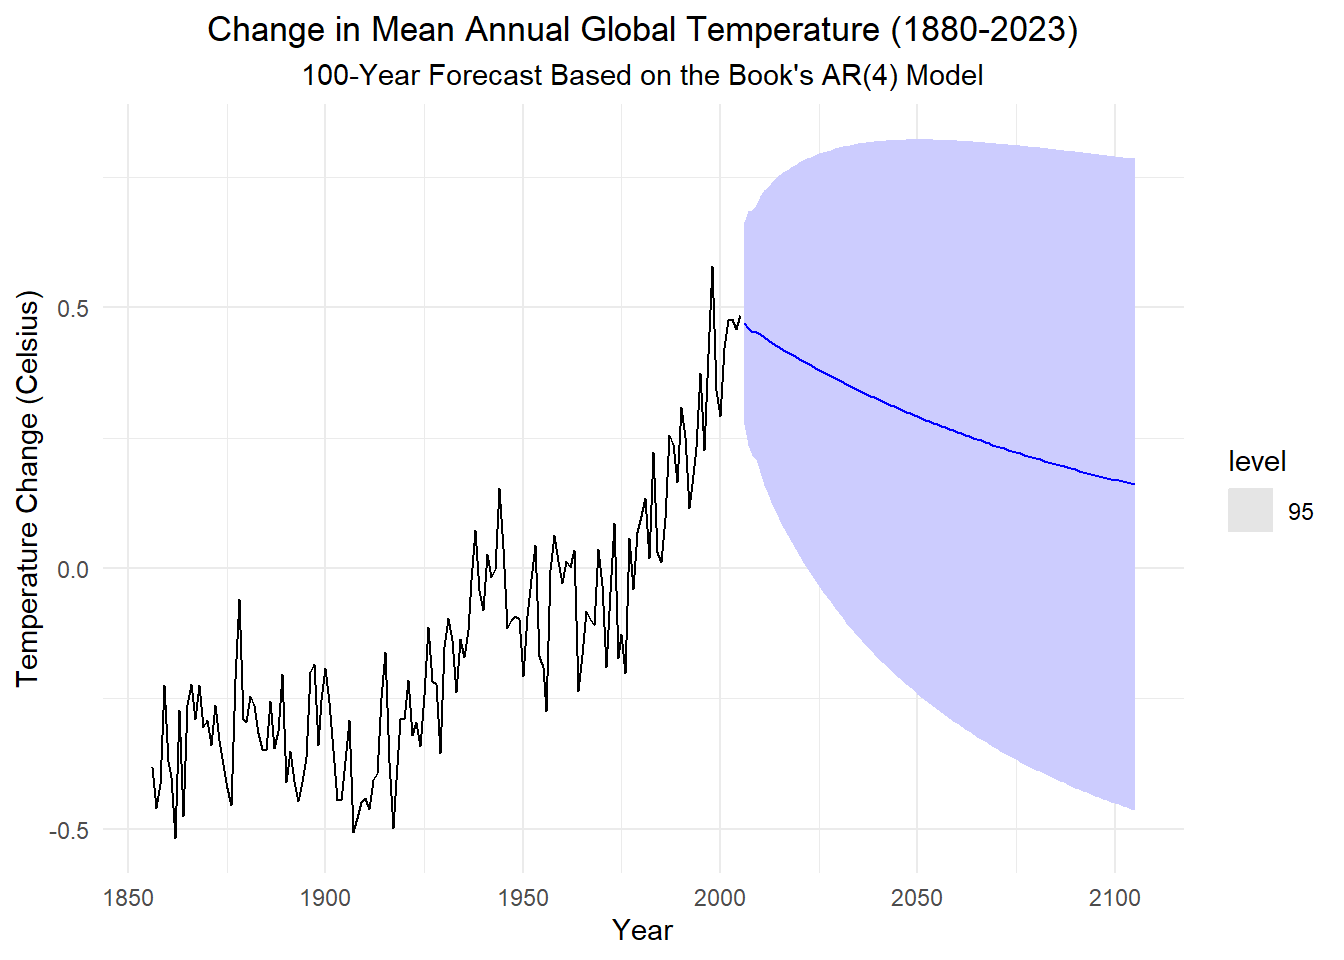 Change in Mean Annual Global Temperature (1880-2023)
100-Year Forecast Based on the Book's AR(4) Model
Temperature Change (Celsius)
0.5
0.0
-0.5
1850 1900 1950 2000 2050 2100
Year
level
95